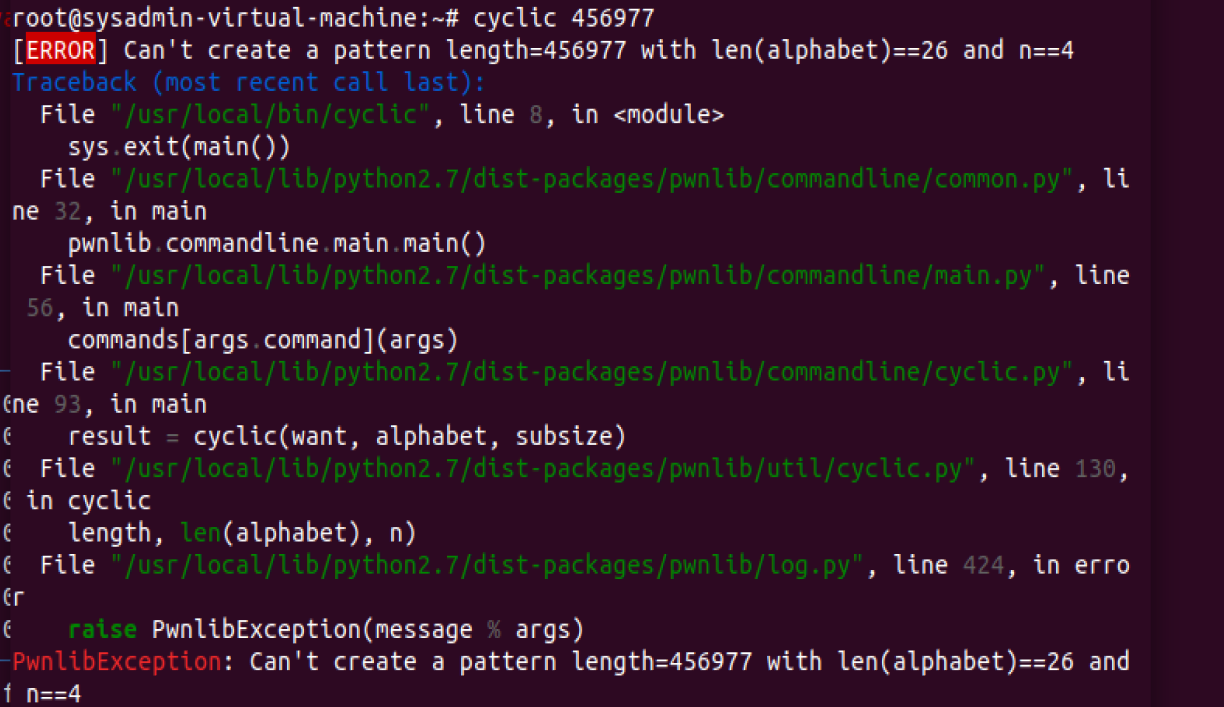 root@sysadmin-virtual-machine:~# cyclic 456977
[ERROR] Can't create a pattern length=456977 with len(alphabet)==26 and n==4
Traceback (most recent call last):
  File "/usr/local/bin/cyclic", line 8, in <module>
    sys.exit(main())
  File "/usr/local/lib/python2.7/dist-packages/pwnlib/commandline/common.py", li
ne 32, in main
    pwnlib.commandline.main.main()
  File "/usr/local/lib/python2.7/dist-packages/pwnlib/commandline/main.py", line
 56, in main
    commands[args.command](args)
  File "/usr/local/lib/python2.7/dist-packages/pwnlib/commandline/cyclic.py", li
ne 93, in main
    result = cyclic(want, alphabet, subsize)
  File "/usr/local/lib/python2.7/dist-packages/pwnlib/util/cyclic.py", line 130,
 in cyclic
    length, len(alphabet), n)
  File "/usr/local/lib/python2.7/dist-packages/pwnlib/log.py", line 424, in erro
r
    raise PwnlibException(message % args)
PwnlibException: Can't create a pattern length=456977 with len(alphabet)==26 and
 n==4